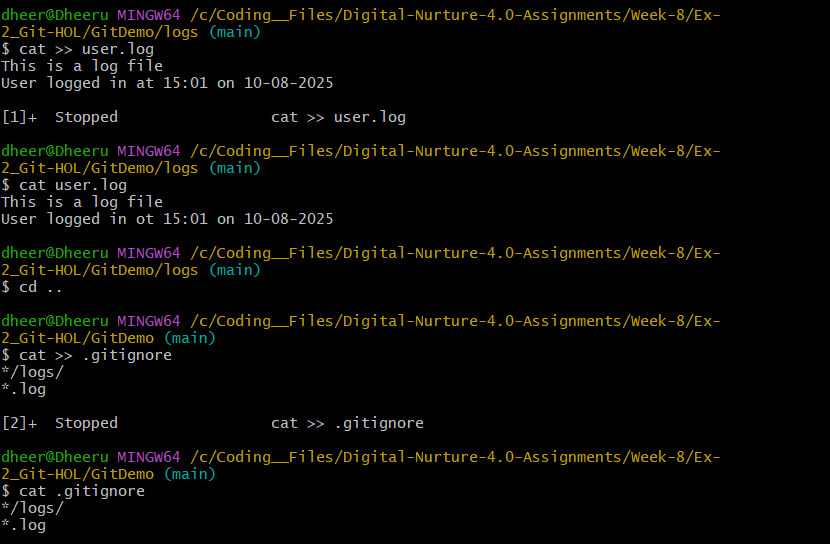 dheer@Dheeru MINGW64 /c/Coding__Files/Digital-Nurture-4.0-Assignments/Week-8/Ex-
2_Git-HOL/GitDemo/logs (main)
$ cat >> user.log
This is a log file
User logged in at 15:01 on 10-08-2025
[1]+  Stopped                 cat >> user.log
dheer@Dheeru MINGW64 /c/Coding__Files/Digital-Nurture-4.0-Assignments/Week-8/Ex-
2_Git-HOL/GitDemo/logs (main)
$ cat user.log
This is a log file
User logged in ot 15:01 on 10-08-2025
dheer@Dheeru MINGW64 /c/Coding__Files/Digital-Nurture-4.0-Assignments/Week-8/Ex-
2_Git-HOL/GitDemo/logs (main)
$ cd ..
dheer@Dheeru MINGW64 /c/Coding__Files/Digital-Nurture-4.0-Assignments/Week-8/Ex-
2_Git-HOL/GitDemo (main)
$ cat >> .gitignore
*/logs/
*.log
[2]+  Stopped                 cat >> .gitignore
dheer@Dheeru MINGW64 /c/Coding__Files/Digital-Nurture-4.0-Assignments/Week-8/Ex-
2_Git-HOL/GitDemo (main)
$ cat .gitignore
*/logs/
*.log